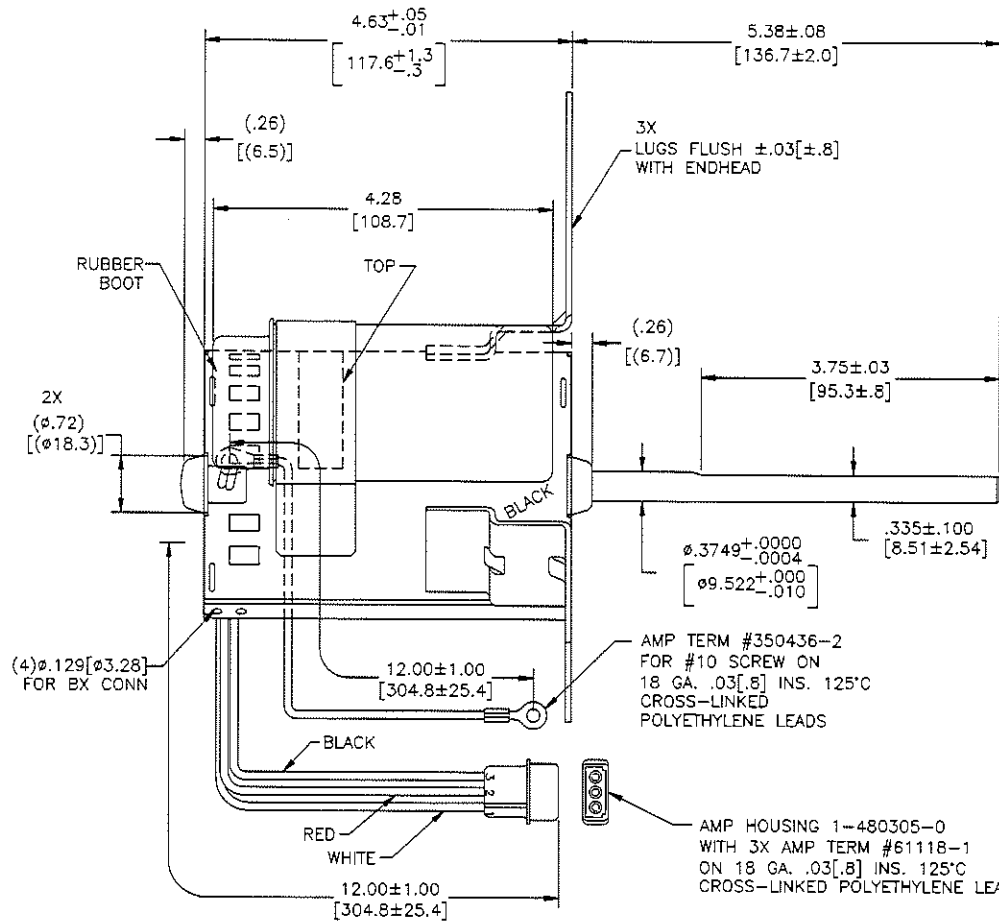 4.63+.05
-.01
[117.6+1.3
-.3]
5.38±.08
[136.7±2.0]
(.26)
[(6.5)]
3X
LUGS FLUSH ±.03[±.8]
WITH ENDHEAD
4.28
[108.7]
RUBBER
BOOT
TOP
(.26)
[(6.7)]
3.75±.03
[95.3±.8]
2X
(ø.72)
[(ø18.3)]
BLACK
.335±.100
[8.51±2.54]
ø.3749+.0000
-.0004
[ø9.522+.000
-.010]
(4)ø.129[ø3.28]
FOR BX CONN
12.00±1.00
[304.8±25.4]
AMP TERM #350436-2
FOR #10 SCREW ON
18 GA. .03[.8] INS. 125°C
CROSS-LINKED
POLYETHYLENE LEADS
BLACK
3
2
1
RED
WHITE
AMP HOUSING 1-480305-0
WITH 3X AMP TERM #61118-1
ON 18 GA. .03[.8] INS. 125°C
CROSS-LINKED POLYETHYLENE LEA
12.00±1.00
[304.8±25.4]